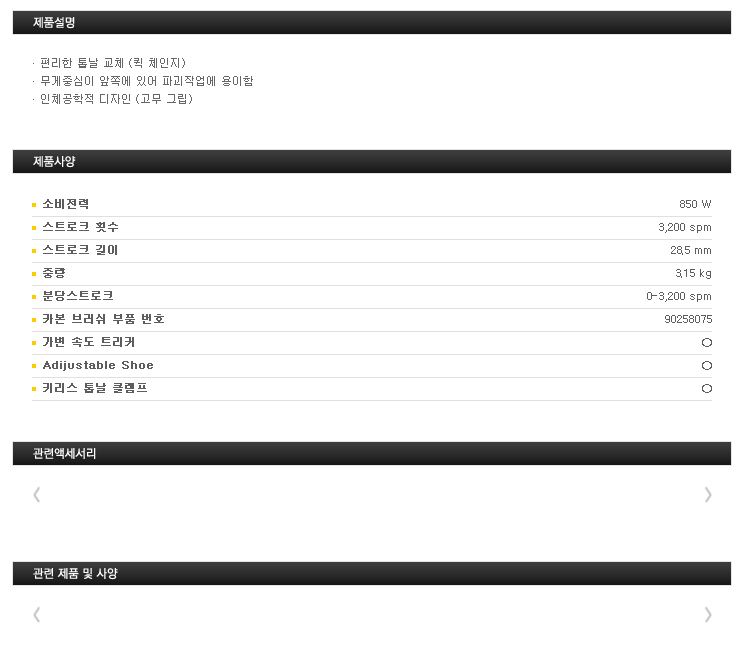 제품설명
· 편리한 톱날 교체 (퀵 체인지)
· 무게중심이 앞쪽에 있어 파괴작업에 용이함
· 인체공학적 디자인 (고무 그립)
제품사양
소비전력 850 W
스트로크 횟수 3,200 spm
스트로크 길이 28.5 mm
중량 3.15 kg
분당스트로크 0-3,200 spm
카본 브러쉬 부품 번호 90258075
가변 속도 트리거 ○
Adijustable Shoe ○
키리스 톱날 클램프 ○
관련액세서리
관련 제품 및 사양